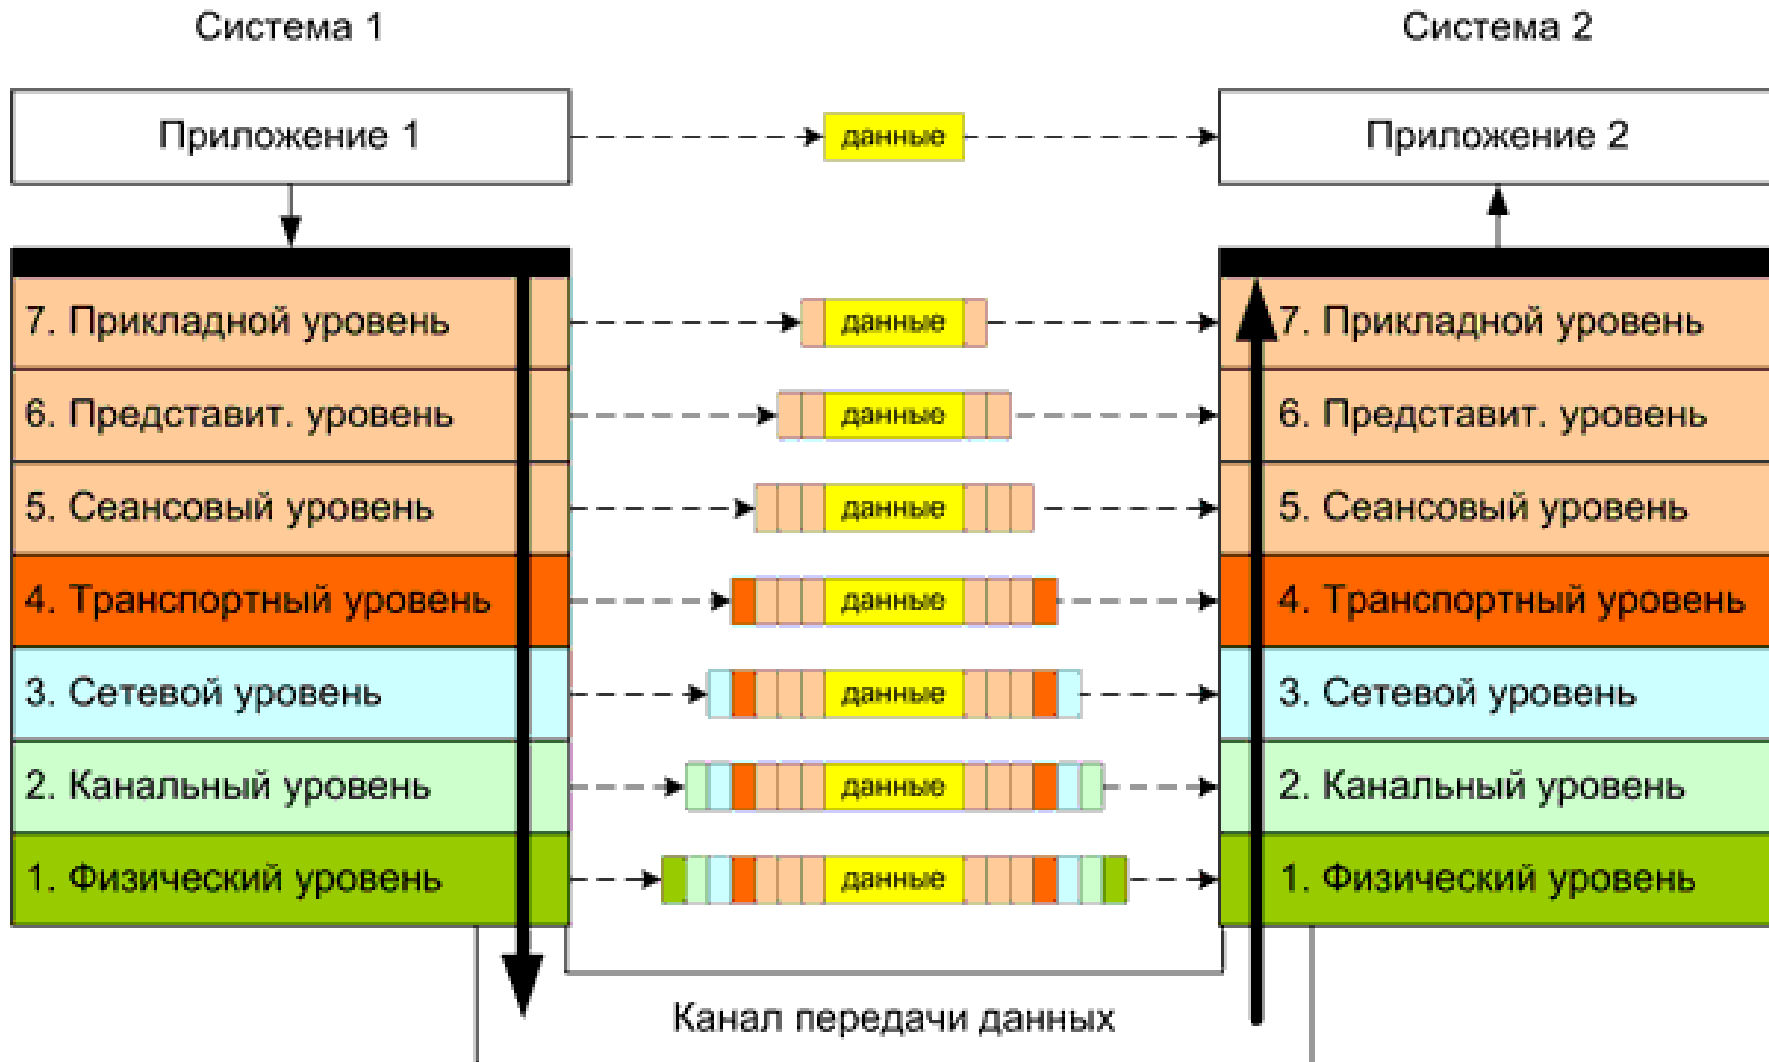 Система 1
Система 2
Приложение 1
данные
Приложение 2
7. Прикладной уровень
данные
7. Прикладной уровень
6. Представит. уровень
данные
6. Представит. уровень
5. Сеансовый уровень
данные
5. Сеансовый уровень
4. Транспортный уровень
данные
4. Транспортный уровень
3. Сетевой уровень
данные
3. Сетевой уровень
2. Канальный уровень
данные
2. Канальный уровень
1. Физический уровень
данные
1. Физический уровень
Канал передачи данных